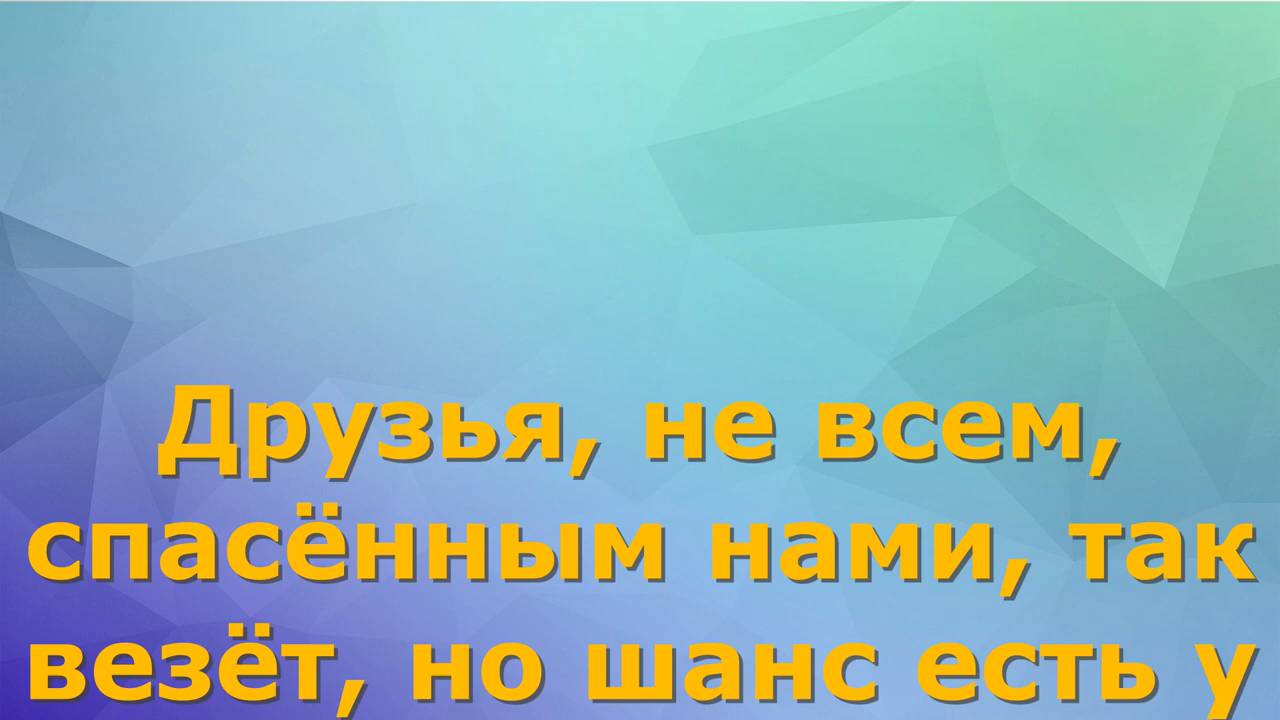 Друзья, не всем,
спасённым нами, так
везёт, но шанс есть у